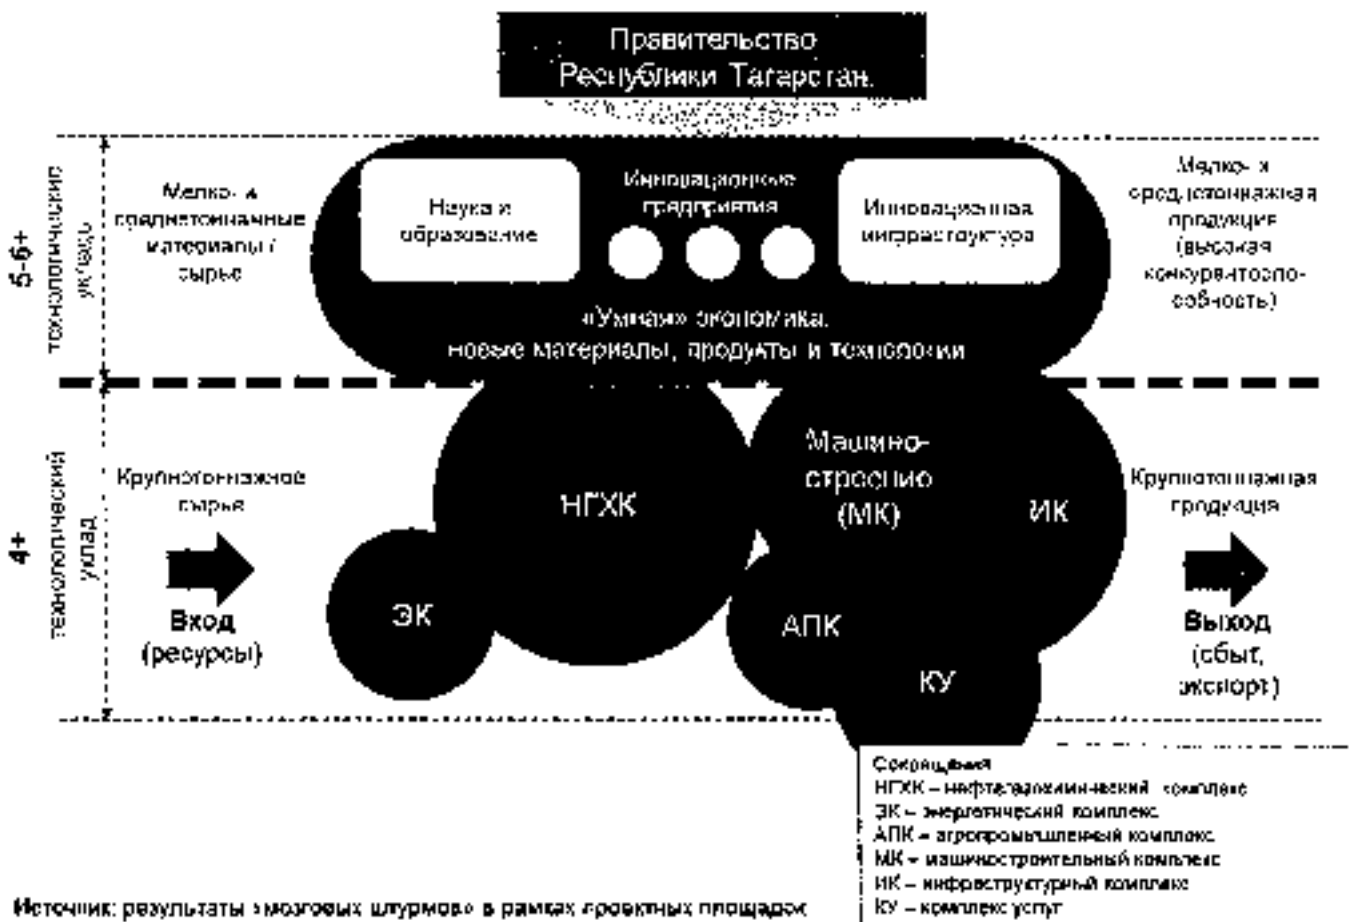 Правительство
Республики Татарстан
5-6+
технологические
уклады
Мелко- и
среднетоннажные
материалы /
сырье
Наука и
образование
Инновационные
предприятия
Инновационная
инфраструктура
Мелко- и
среднетоннажная
продукция
(высокая
конкурентоспо-
собность)
«Умная» экономика:
новые материалы, продукты и технологии
4+
технологический
уклад
Крупнотоннажное
сырье
Вход
(ресурсы)
НГХК
ЭК
Машино-
строение
(МК)
ИК
АПК
КУ
Крупнотоннажная
продукция
Выход
(сбыт,
экспорт)
Сокращения
НГХК – нефтегазохимический комплекс
ЭК – энергетический комплекс
АПК – агропромышленный комплекс
МК – машиностроительный комплекс
ИК – инфраструктурный комплекс
КУ – комплекс услуг
Источник: результаты «мозговых штурмов» в рамках проектных площадок